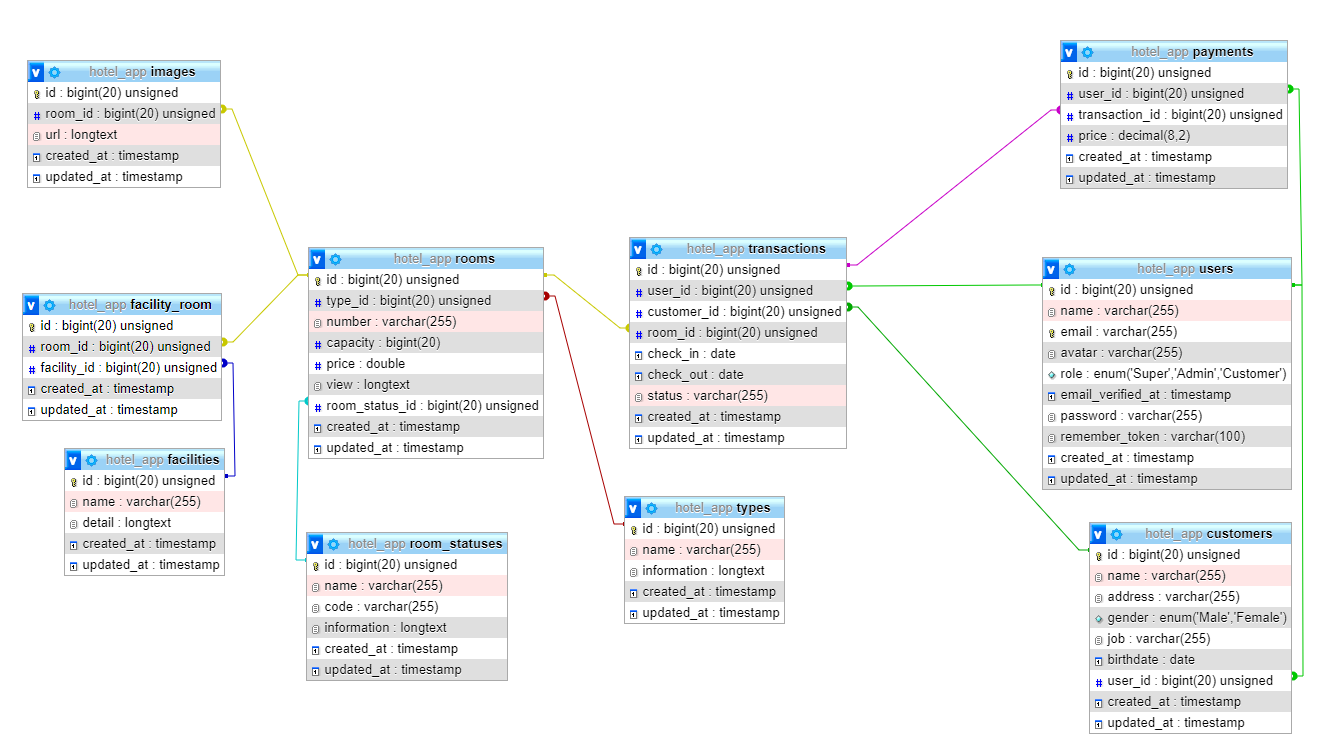 hotel_app images
id : bigint(20) unsigned
room_id : bigint(20) unsigned
url : longtext
created_at : timestamp
updated_at : timestamp
hotel_app facility_room
id : bigint(20) unsigned
room_id : bigint(20) unsigned
facility_id : bigint(20) unsigned
created_at : timestamp
updated_at : timestamp
hotel_app facilities
id : bigint(20) unsigned
name : varchar(255)
detail : longtext
created_at : timestamp
updated_at : timestamp
hotel_app rooms
id : bigint(20) unsigned
type_id : bigint(20) unsigned
number : varchar(255)
capacity : bigint(20)
price : double
view : longtext
room_status_id : bigint(20) unsigned
created_at : timestamp
updated_at : timestamp
hotel_app room_statuses
id : bigint(20) unsigned
name : varchar(255)
code : varchar(255)
information : longtext
created_at : timestamp
updated_at : timestamp
hotel_app transactions
id : bigint(20) unsigned
user_id : bigint(20) unsigned
customer_id : bigint(20) unsigned
room_id : bigint(20) unsigned
check_in : date
check_out : date
status : varchar(255)
created_at : timestamp
updated_at : timestamp
hotel_app types
id : bigint(20) unsigned
name : varchar(255)
information : longtext
created_at : timestamp
updated_at : timestamp
hotel_app payments
id : bigint(20) unsigned
user_id : bigint(20) unsigned
transaction_id : bigint(20) unsigned
price : decimal(8,2)
created_at : timestamp
updated_at : timestamp
hotel_app users
id : bigint(20) unsigned
name : varchar(255)
email : varchar(255)
avatar : varchar(255)
role : enum('Super','Admin','Customer')
email_verified_at : timestamp
password : varchar(255)
remember_token : varchar(100)
created_at : timestamp
updated_at : timestamp
hotel_app customers
id : bigint(20) unsigned
name : varchar(255)
address : varchar(255)
gender : enum('Male','Female')
job : varchar(255)
birthdate : date
user_id : bigint(20) unsigned
created_at : timestamp
updated_at : timestamp